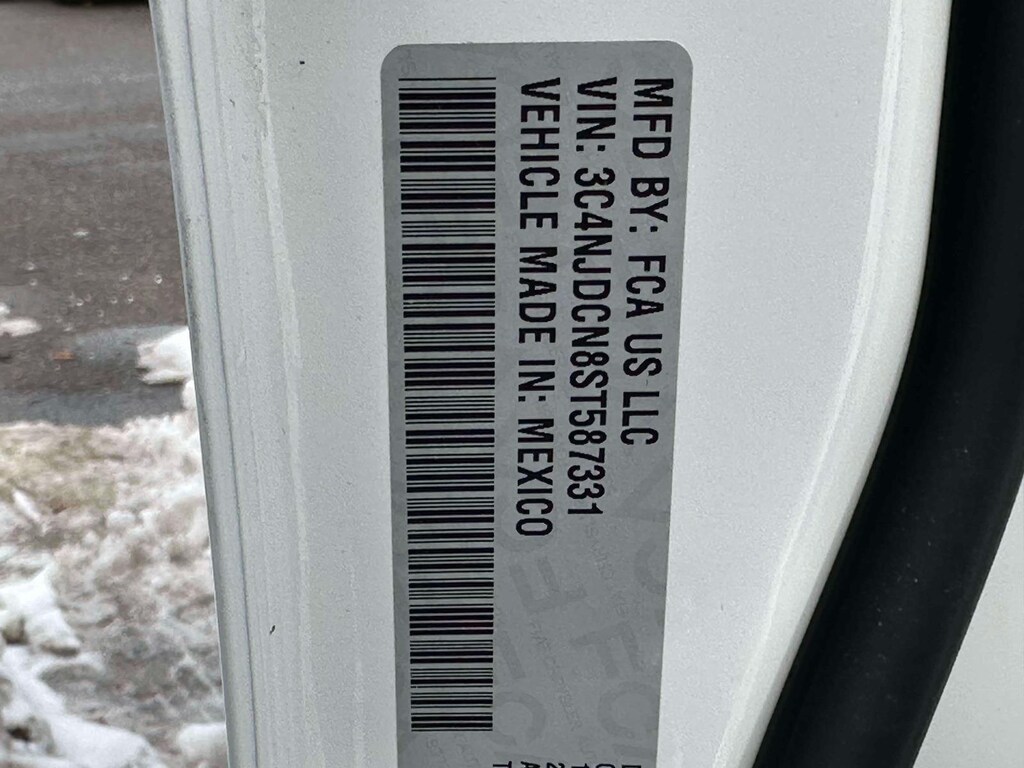 MFD BY: FCA US LLC
VIN: 3C4NJDCN8ST587331
VEHICLE MADE IN: MEXICO